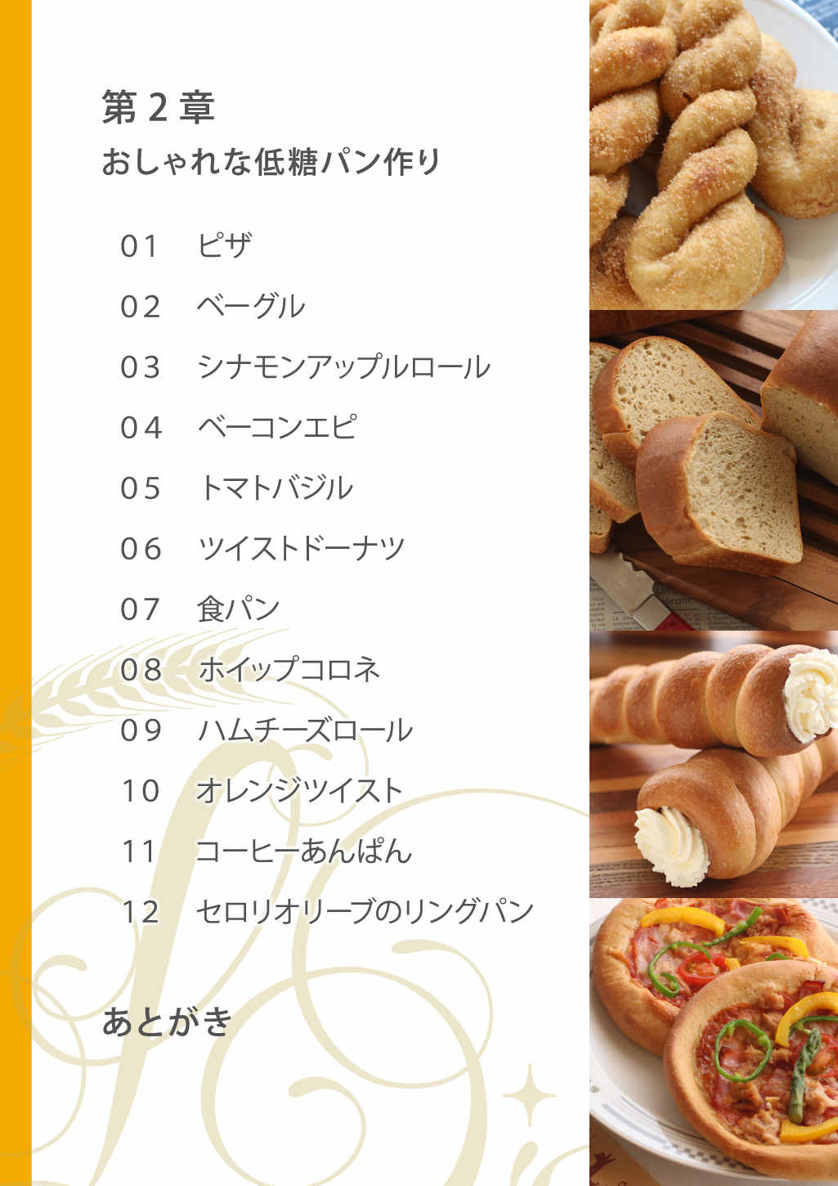 第2章
おしゃれな低糖パン作り
01 ピザ
02 ベーグル
03 シナモンアップルロール
04 ベーコンエピ
05 トマトバジル
06 ツイストドーナツ
07 食パン
08 ホイップコロネ
09 ハムチーズロール
10 オレンジツイスト
11 コーヒーあんぱん
12 セロリオリーブのリングパン
あとがき